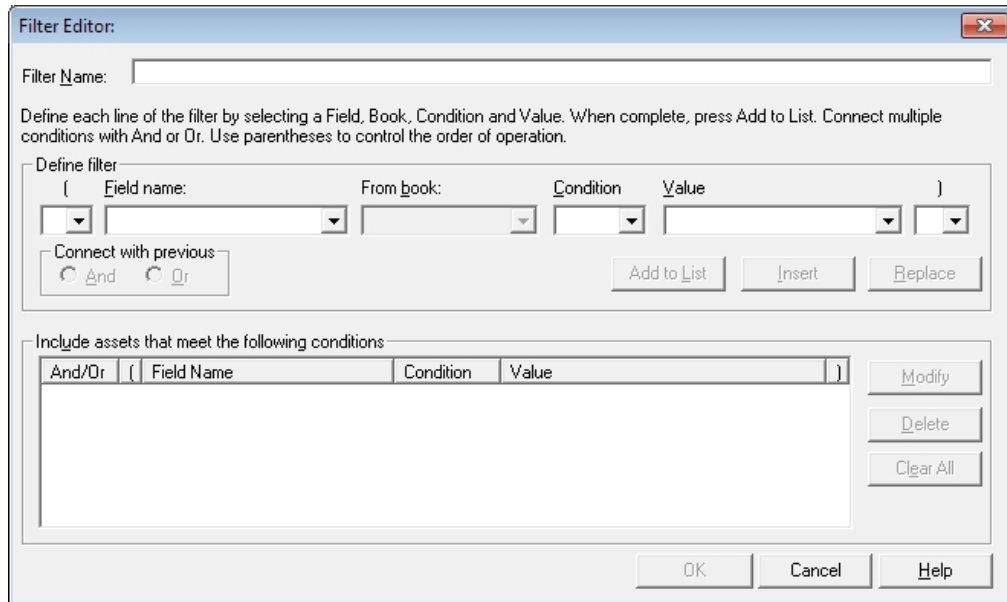 Filter Editor:
Filter Name:
Define each line of the filter by selecting a Field, Book, Condition and Value. When complete, press Add to List. Connect multiple
conditions with And or Or. Use parentheses to control the order of operation.
Define filter
( Field name: From book: Condition Value )
Connect with previous
And Or
Add to List Insert Replace
Include assets that meet the following conditions
And/Or ( Field Name Condition Value )
Modify
Delete
Clear All
OK Cancel Help